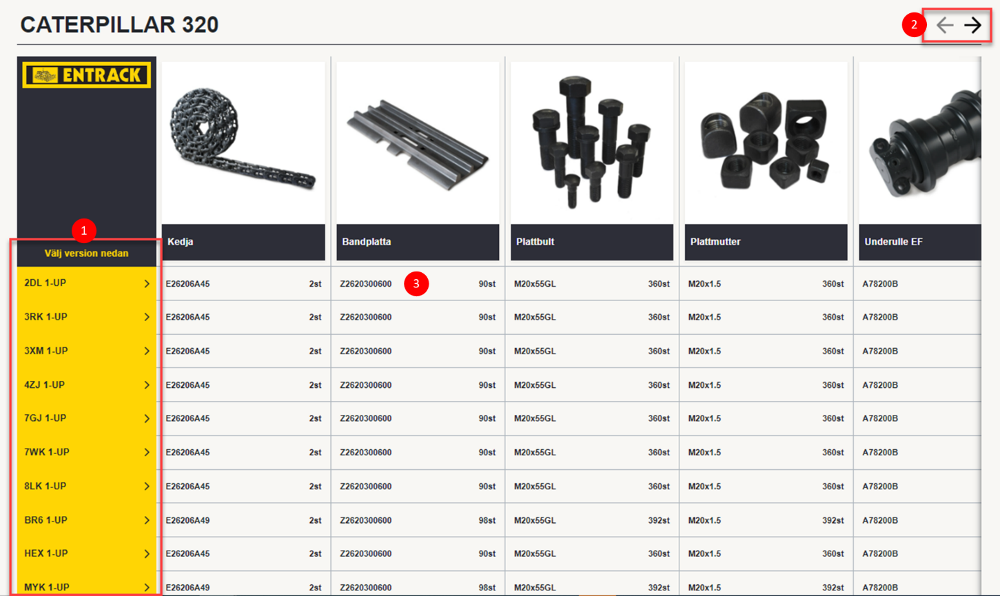 CATERPILLAR 320
2
ENTRACK
1
Välj version nedan
Kedja
Bandplatta
Plattbult
Plattmutter
Underulle EF
2DL 1-UP E26206A45 2st Z2620300600 3 90st M20x55GL 360st M20x1.5 360st A78200B
3RK 1-UP E26206A45 2st Z2620300600 90st M20x55GL 360st M20x1.5 360st A78200B
3XM 1-UP E26206A45 2st Z2620300600 90st M20x55GL 360st M20x1.5 360st A78200B
4ZJ 1-UP E26206A45 2st Z2620300600 90st M20x55GL 360st M20x1.5 360st A78200B
7GJ 1-UP E26206A45 2st Z2620300600 90st M20x55GL 360st M20x1.5 360st A78200B
7WK 1-UP E26206A45 2st Z2620300600 90st M20x55GL 360st M20x1.5 360st A78200B
8LK 1-UP E26206A45 2st Z2620300600 90st M20x55GL 360st M20x1.5 360st A78200B
BR6 1-UP E26206A49 2st Z2620300600 98st M20x55GL 392st M20x1.5 392st A78200B
HEX 1-UP E26206A45 2st Z2620300600 90st M20x55GL 360st M20x1.5 360st A78200B
MYK 1-UP E26206A49 2st Z2620300600 98st M20x55GL 392st M20x1.5 392st A78200B